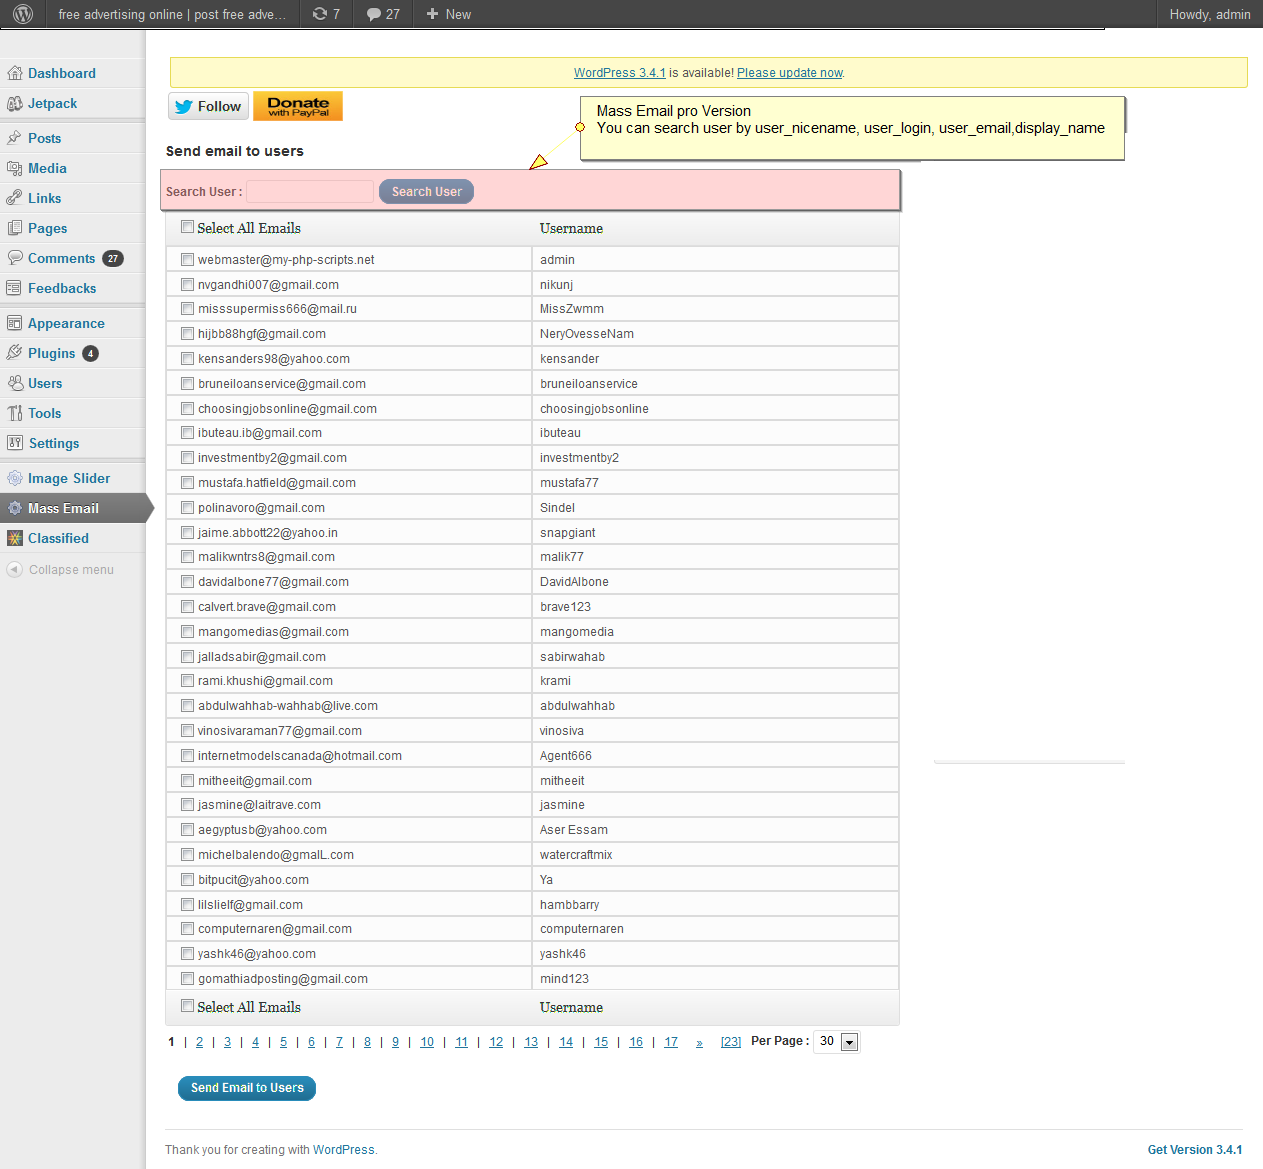 free advertising online | post free adve... 7 27 New Howdy, admin
WordPress 3.4.1 is available! Please update now.
Follow Donate with PayPal
Mass Email pro Version
You can search user by user_nicename, user_login, user_email,display_name
Dashboard
Jetpack
Posts
Media
Links
Pages
Comments 27
Feedbacks
Appearance
Plugins 4
Users
Tools
Settings
Image Slider
Mass Email
Classified
Collapse menu
Send email to users
Search User : Search User
Select All Emails Username
webmaster@my-php-scripts.net admin
nvgandhi007@gmail.com nikunj
misssupermiss666@mail.ru MissZwmm
hijbb88hgf@gmail.com NeryOvesseNam
kensanders98@yahoo.com kensander
bruneiloanservice@gmail.com bruneiloanservice
choosingjobsonline@gmail.com choosingjobsonline
ibuteau.ib@gmail.com ibuteau
investmentby2@gmail.com investmentby2
mustafa.hatfield@gmail.com mustafa77
polinavoro@gmail.com Sindel
jaime.abbott22@yahoo.in snapgiant
malikwntrs8@gmail.com malik77
davidalbone77@gmail.com DavidAlbone
calvert.brave@gmail.com brave123
mangomedias@gmail.com mangomedia
jalladsabir@gmail.com sabirwahab
rami.khushi@gmail.com krami
abdulwahhab-wahhab@live.com abdulwahhab
vinosivaraman77@gmail.com vinosiva
internetmodelscanada@hotmail.com Agent666
mitheeit@gmail.com mitheeit
jasmine@laitrave.com jasmine
aegyptusb@yahoo.com Aser Essam
michelbalendo@gmalL.com watercraftmix
bitpucit@yahoo.com Ya
lilslielf@gmail.com hambbarry
computernaren@gmail.com computernaren
yashk46@yahoo.com yashk46
gomathiadposting@gmail.com mind123
Select All Emails Username
1 | 2 | 3 | 4 | 5 | 6 | 7 | 8 | 9 | 10 | 11 | 12 | 13 | 14 | 15 | 16 | 17 » [23] Per Page : 30
Send Email to Users
Thank you for creating with WordPress. Get Version 3.4.1